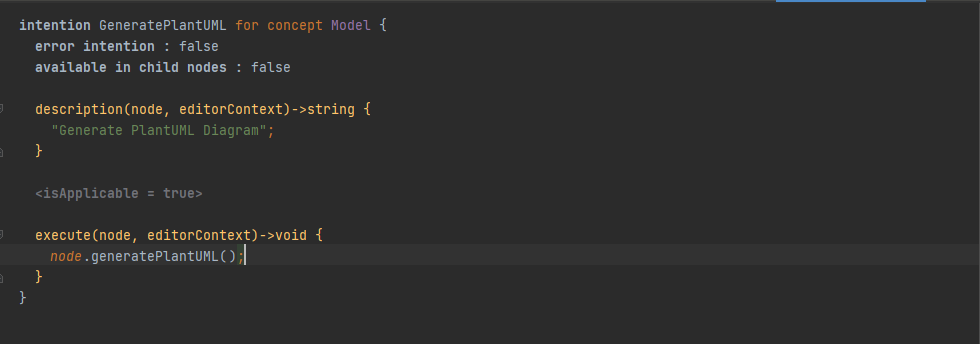 intention GeneratePlantUML for concept Model {
error intention : false
available in child nodes : false
description(node, editorContext)->string {
"Generate PlantUML Diagram";
}
<isApplicable = true>
execute(node, editorContext)->void {
node.generatePlantUML();
}
}